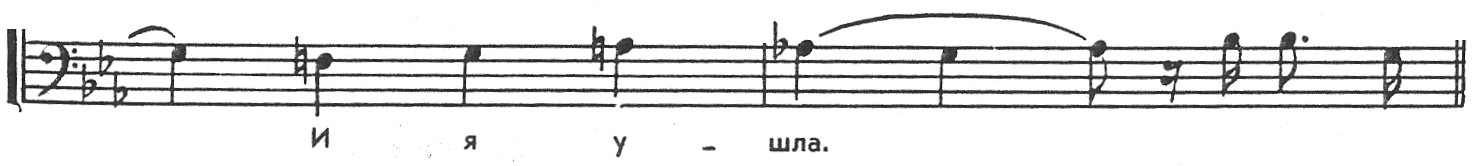 И я у - шла.